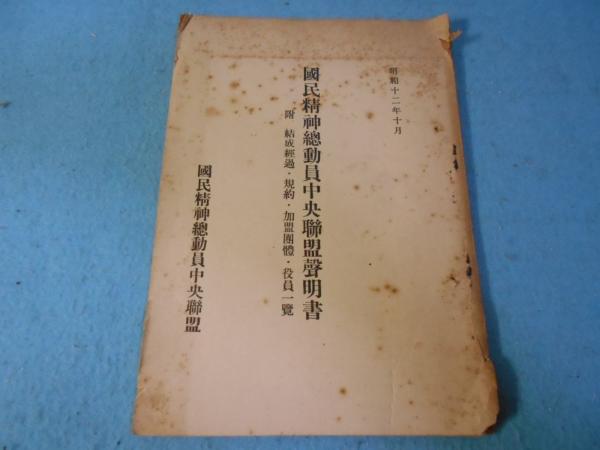 昭和十二年十月
國民精神總動員中央聯盟聲明書
附 結成經過・規約・加盟團體・役員一覽
國民精神總動員中央聯盟